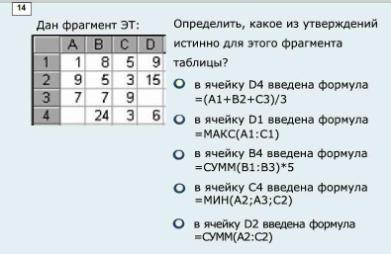 14
Дан фрагмент ЭТ:
A B C D
1 1 8 5 9
2 9 5 3 15
3 7 7 9
4 24 3 6
Определить, какое из утверждений
истинно для этого фрагмента
таблицы?
в ячейку D4 введена формула
=(A1+B2+C3)/3
в ячейку D1 введена формула
=МАКС(A1:C1)
в ячейку B4 введена формула
=СУММ(B1:B3)*5
в ячейку C4 введена формула
=МИН(A2;A3;C2)
в ячейку D2 введена формула
=СУММ(A2:C2)